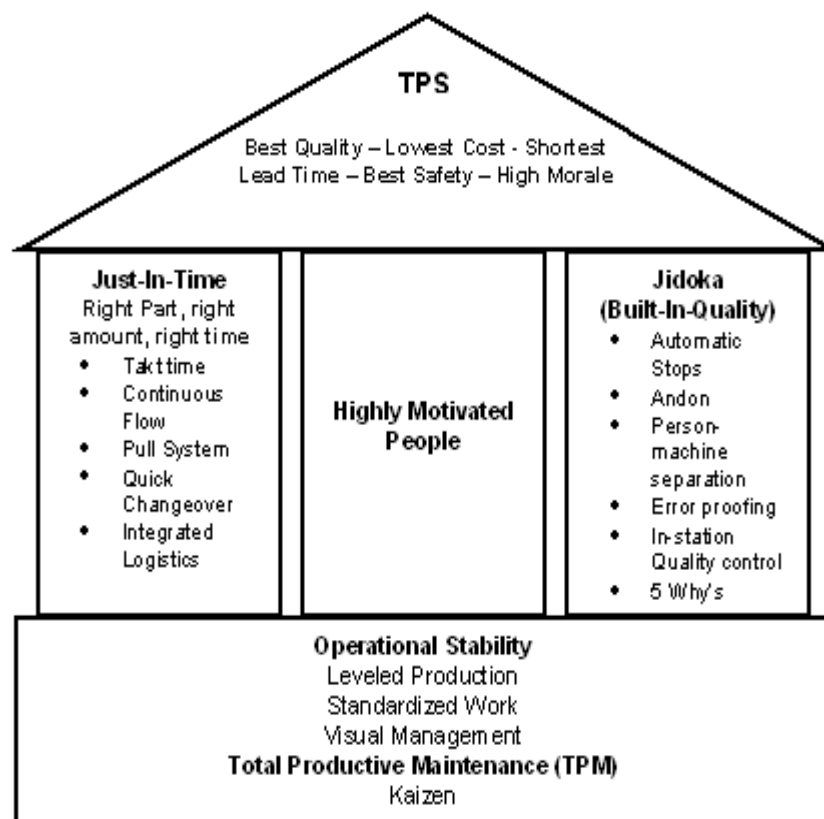 TPS
Best Quality – Lowest Cost - Shortest
Lead Time – Best Safety – High Morale
Just-In-Time
Right Part, right
amount, right time
• Takt time
• Continuous
Flow
• Pull System
• Quick
Changeover
• Integrated
Logistics
Highly Motivated
People
Jidoka
(Built-In-Quality)
• Automatic
Stops
• Andon
• Person-
machine
separation
• Error proofing
• In-station
Quality control
• 5 Why's
Operational Stability
Leveled Production
Standardized Work
Visual Management
Total Productive Maintenance (TPM)
Kaizen